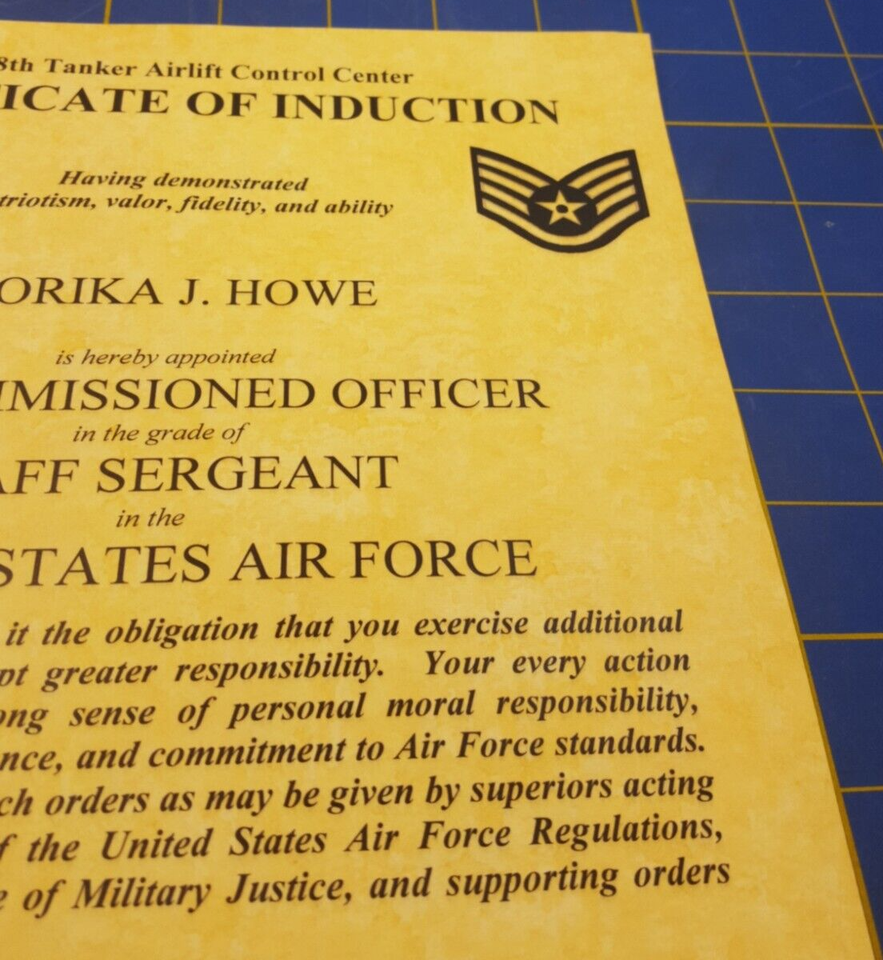 8th Tanker Airlift Control Center
ICATE OF INDUCTION
Having demonstrated
triotism, valor, fidelity, and ability
ORIKA J. HOWE
is hereby appointed
MMISSIONED OFFICER
in the grade of
AFF SERGEANT
in the
STATES AIR FORCE
it the obligation that you exercise additional
pt greater responsibility. Your every action
ong sense of personal moral responsibility,
nce, and commitment to Air Force standards.
ch orders as may be given by superiors acting
f the United States Air Force Regulations,
e of Military Justice, and supporting orders